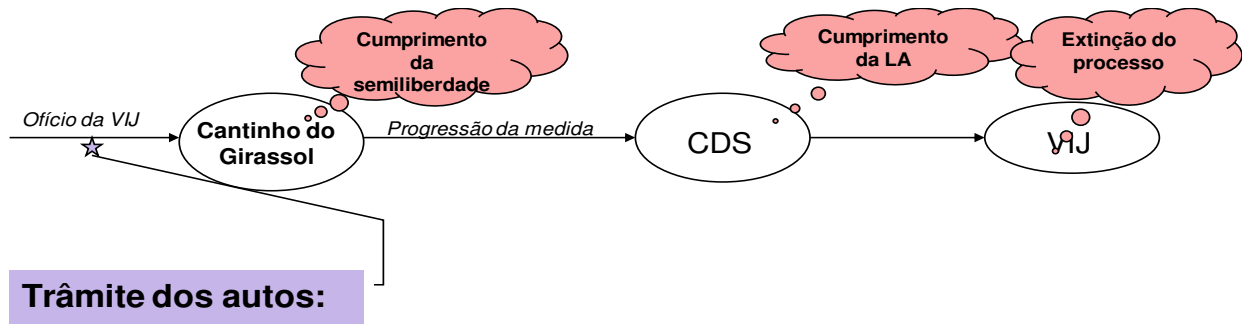 Cumprimento
da
semiliberdade
Cumprimento
da LA
Extinção do
processo
Ofício da VIJ
Cantinho do
Girassol
Progressão da medida
CDS
VIJ
Trâmite dos autos: